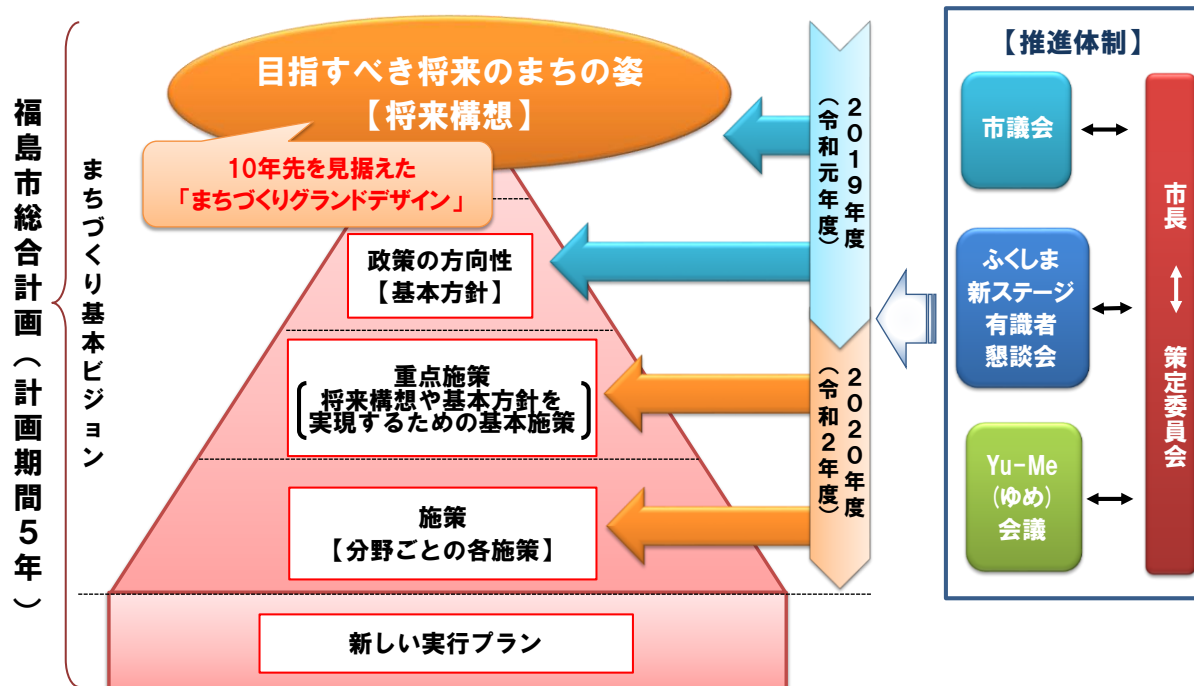 福島市総合計画（計画期間５年）
まちづくり基本ビジョン
目指すべき将来のまちの姿
【将来構想】
10年先を見据えた
「まちづくりグランドデザイン」
政策の方向性
【基本方針】
重点施策
将来構想や基本方針を
実現するための基本施策
施策
【分野ごとの各施策】
新しい実行プラン
２０１９年度
（令和元年度）
２０２０年度
（令和２年度）
【推進体制】
市議会
ふくしま
新ステージ
有識者
懇談会
Yu-Me
(ゆめ)
会議
市長 ↔ 策定委員会